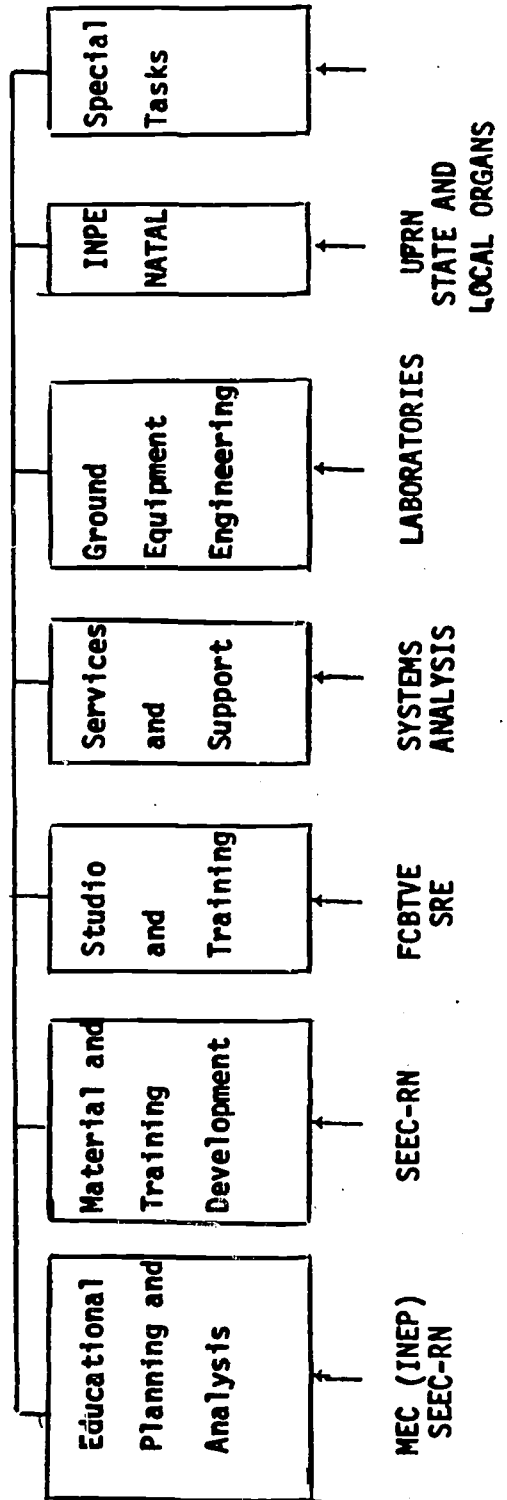 Educational
Planning and
Analysis
Material and
Training
Development
Studio
and
Training
Services
and
Support
Ground
Equipment
Engineering
INPE
NATAL
Special
Tasks
MEC (INEP)
SEEC-RN
SEEC-RN
FCBTVE
SRE
SYSTEMS
ANALYSIS
LABORATORIES
UFRN
STATE AND
LOCAL ORGANS